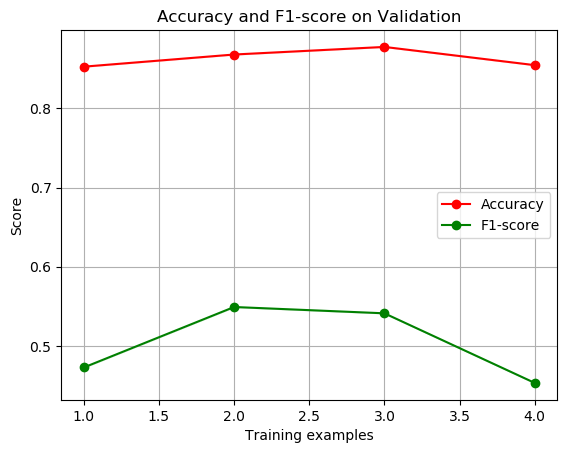 Accuracy and F1-score on Validation
Score
0.8
0.7
0.6
0.5
Accuracy
F1-score
1.0 1.5 2.0 2.5 3.0 3.5 4.0
Training examples